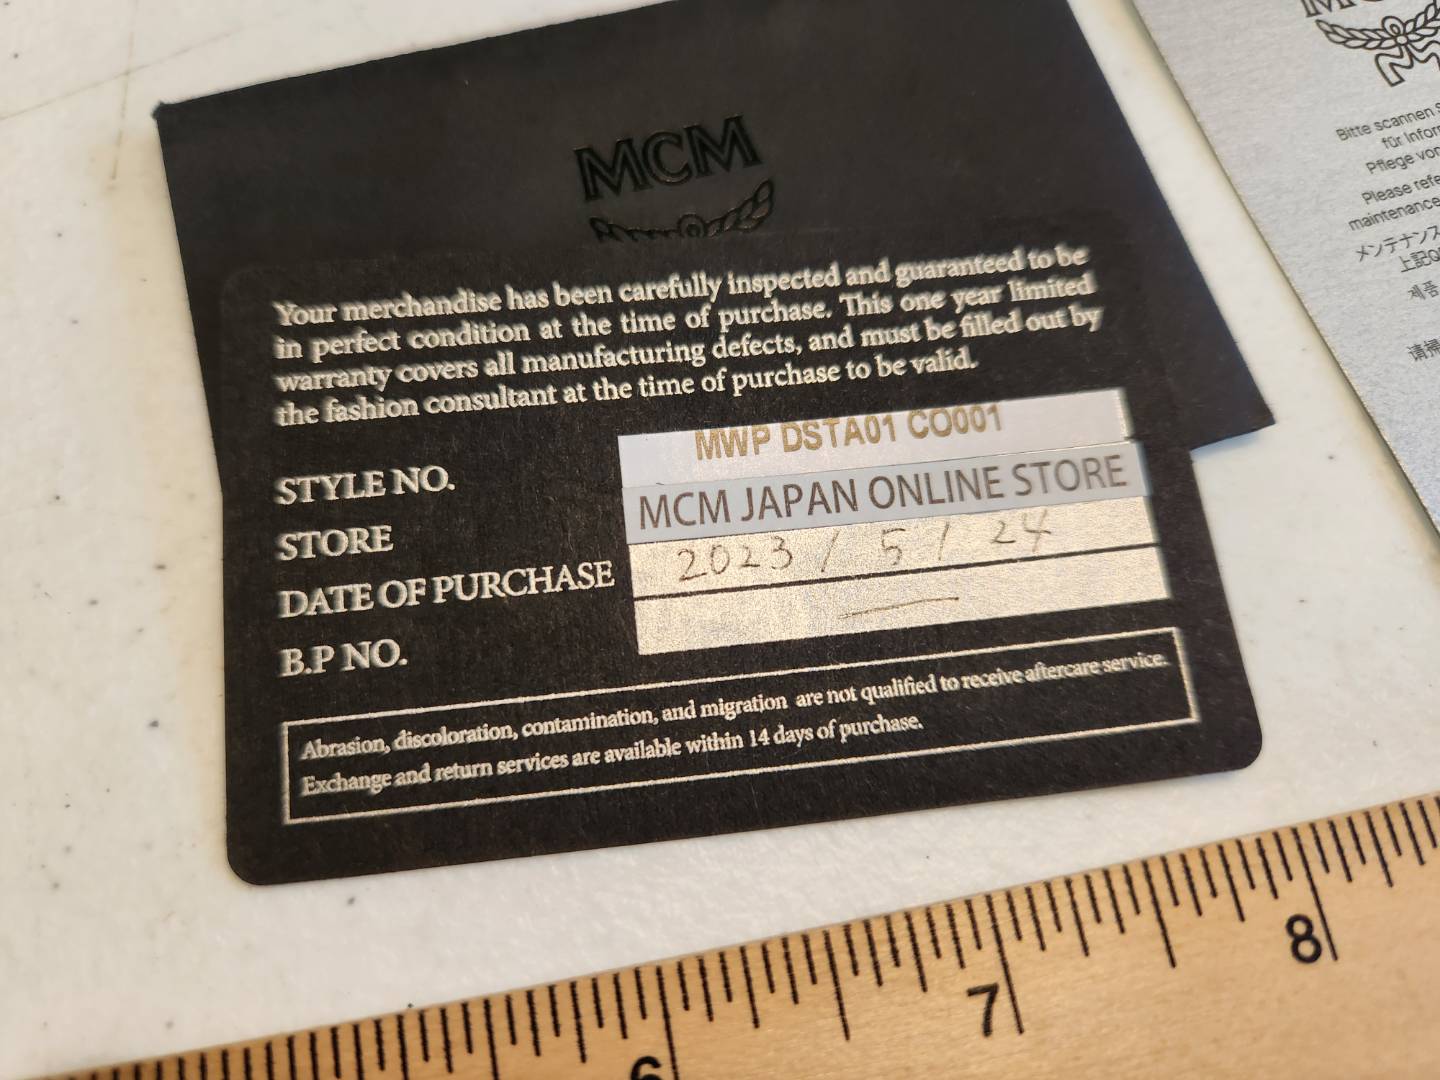 MCM
Your merchandise has been carefully inspected and guaranteed to be
in perfect condition at the time of purchase. This one year limited
warranty covers all manufacturing defects, and must be filled out by
the fashion consultant at the time of purchase to be valid.
STYLE NO. MWP DSTA01 CO001
STORE MCM JAPAN ONLINE STORE
DATE OF PURCHASE 2023 / 5 / 24
B.P NO. —
Abrasion, discoloration, contamination, and migration are not qualified to receive aftercare service.
Exchange and return services are available within 14 days of purchase.
Bitte scannen
für
Pflege
Please
maintenance
メンテナンス
上記
製品
6 7 8